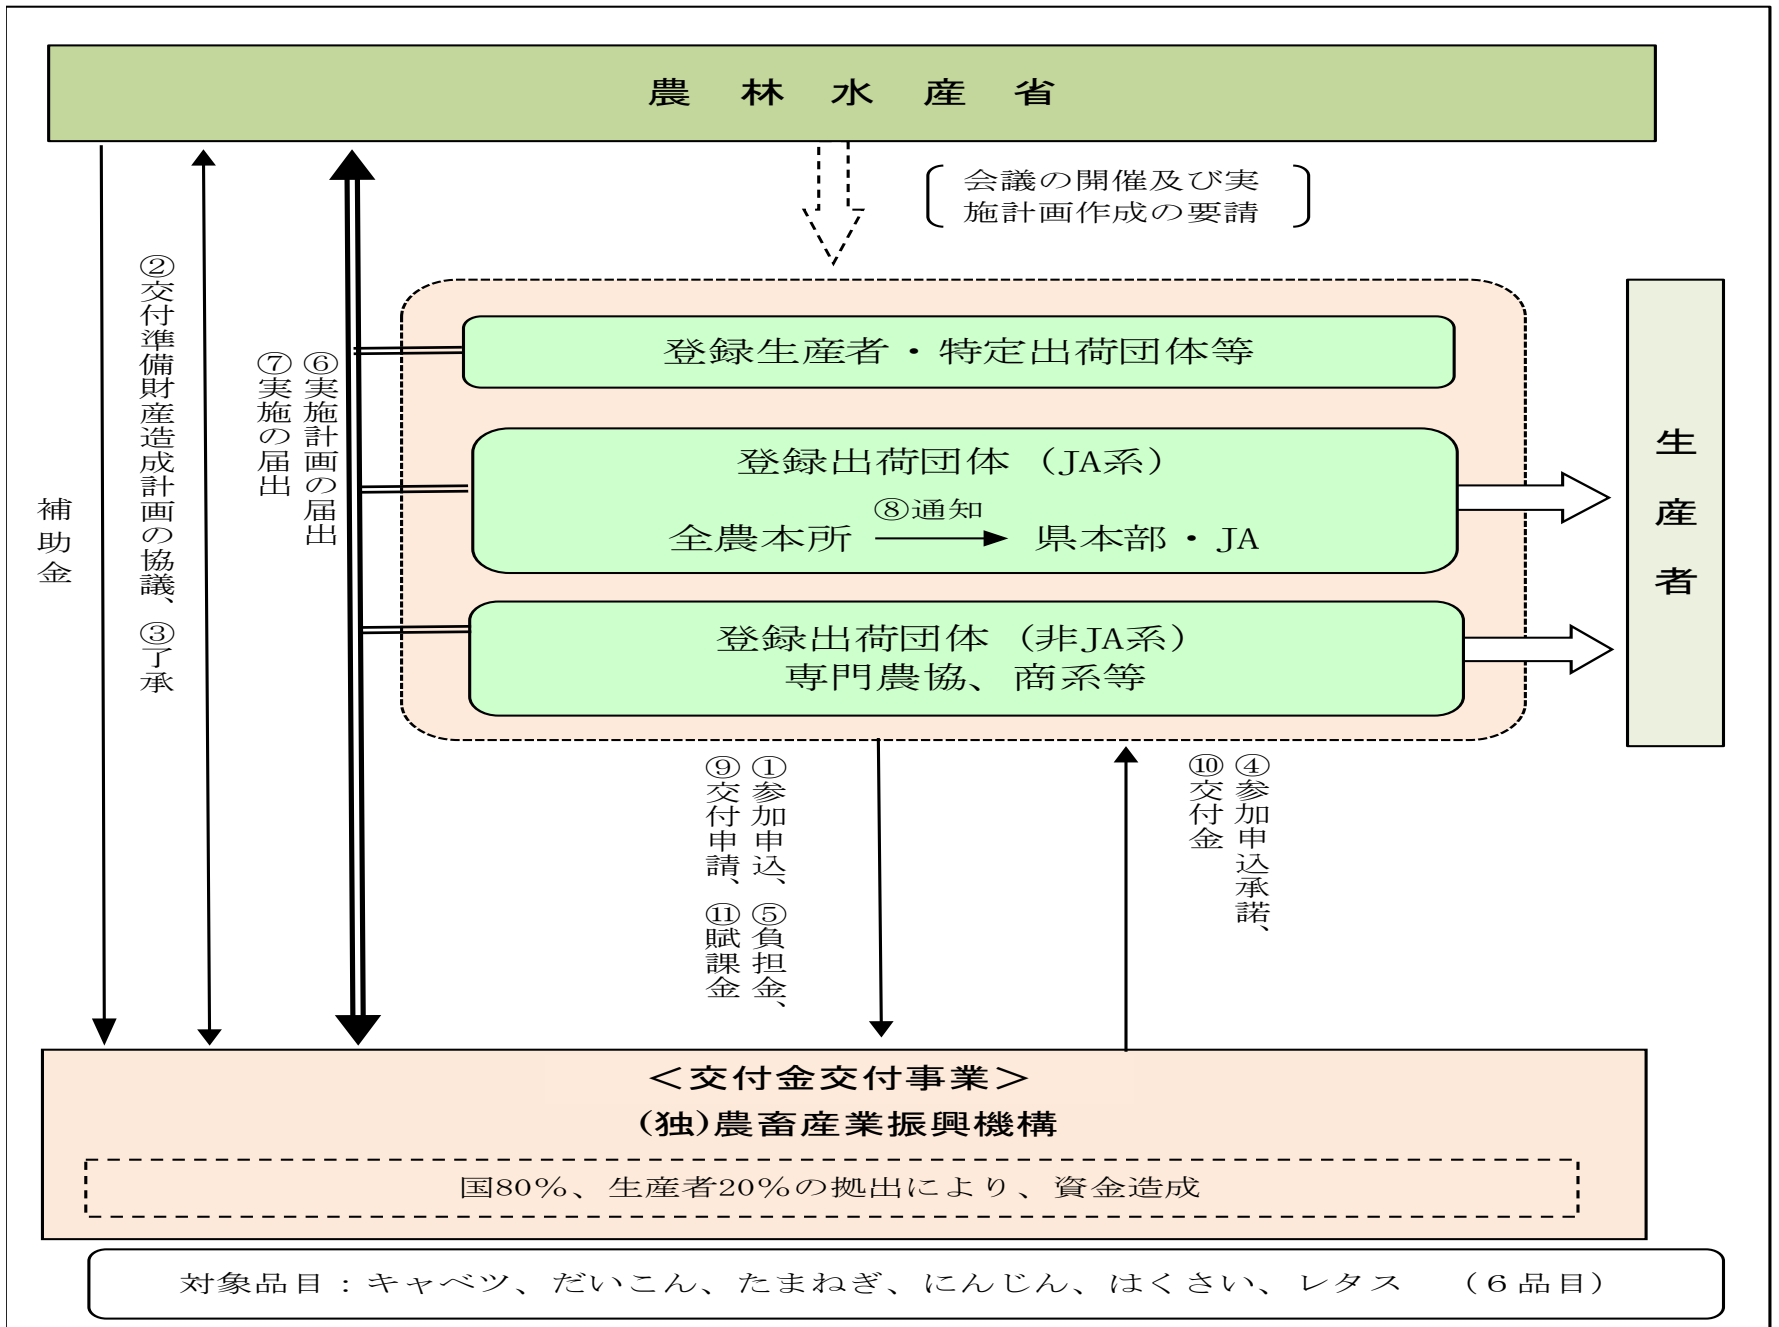 農林水産省
会議の開催及び実
施計画作成の要請
補助金
②交付準備財産造成計画の協議、③了承
⑥実施計画の届出
⑦実施の届出
登録生産者・特定出荷団体等
登録出荷団体（JA系）
⑧通知
全農本所
県本部・JA
登録出荷団体（非JA系）
専門農協、商系等
生産者
①参加申込、⑤負担金、
⑨交付申請、⑪賦課金
④参加申込承諾、
⑩交付金
＜交付金交付事業＞
(独)農畜産業振興機構
国80％、生産者20％の拠出により、資金造成
対象品目：キャベツ、だいこん、たまねぎ、にんじん、はくさい、レタス　（６品目）